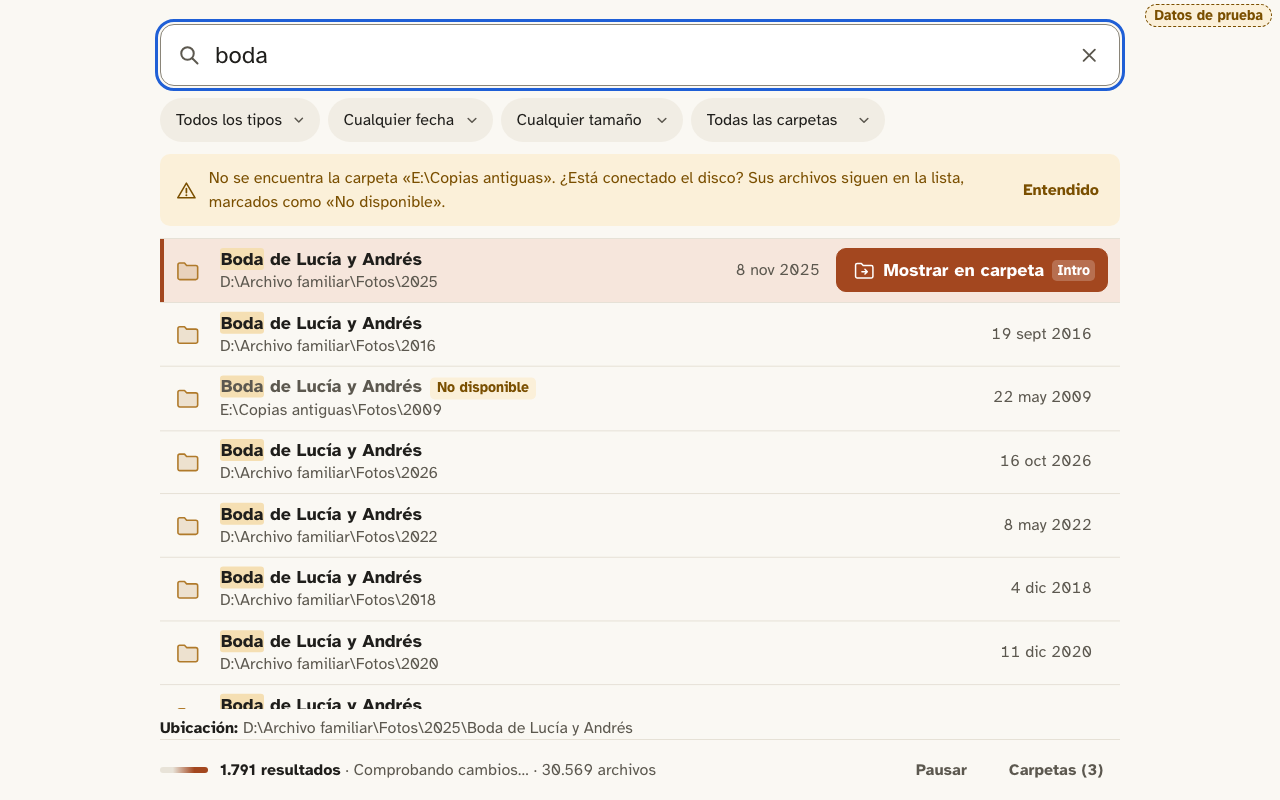 Datos de prueba
boda
Todos los tipos
Cualquier fecha
Cualquier tamaño
Todas las carpetas
No se encuentra la carpeta «E:\Copias antiguas». ¿Está conectado el disco? Sus archivos siguen en la lista,
marcados como «No disponible».
Entendido
Boda de Lucía y Andrés
D:\Archivo familiar\Fotos\2025
8 nov 2025
Mostrar en carpeta Intro
Boda de Lucía y Andrés
D:\Archivo familiar\Fotos\2016
19 sept 2016
Boda de Lucía y Andrés No disponible
E:\Copias antiguas\Fotos\2009
22 may 2009
Boda de Lucía y Andrés
D:\Archivo familiar\Fotos\2026
16 oct 2026
Boda de Lucía y Andrés
D:\Archivo familiar\Fotos\2022
8 may 2022
Boda de Lucía y Andrés
D:\Archivo familiar\Fotos\2018
4 dic 2018
Boda de Lucía y Andrés
D:\Archivo familiar\Fotos\2020
11 dic 2020
Boda de Lucía y Andrés
Ubicación: D:\Archivo familiar\Fotos\2025\Boda de Lucía y Andrés
1.791 resultados · Comprobando cambios... · 30.569 archivos
Pausar
Carpetas (3)